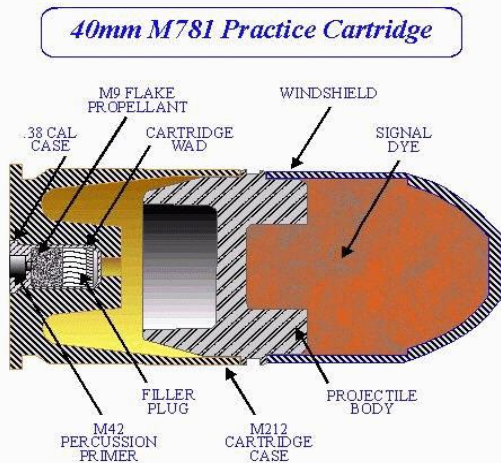 40mm M781 Practice Cartridge
M9 FLAKE
PROPELLANT
WINDSHIELD
.38 CAL
CASE
CARTRIDGE
WAD
SIGNAL
DYE
FILLER
PLUG
PROJECTILE
BODY
M42
PERCUSSION
PRIMER
M212
CARTRIDGE
CASE